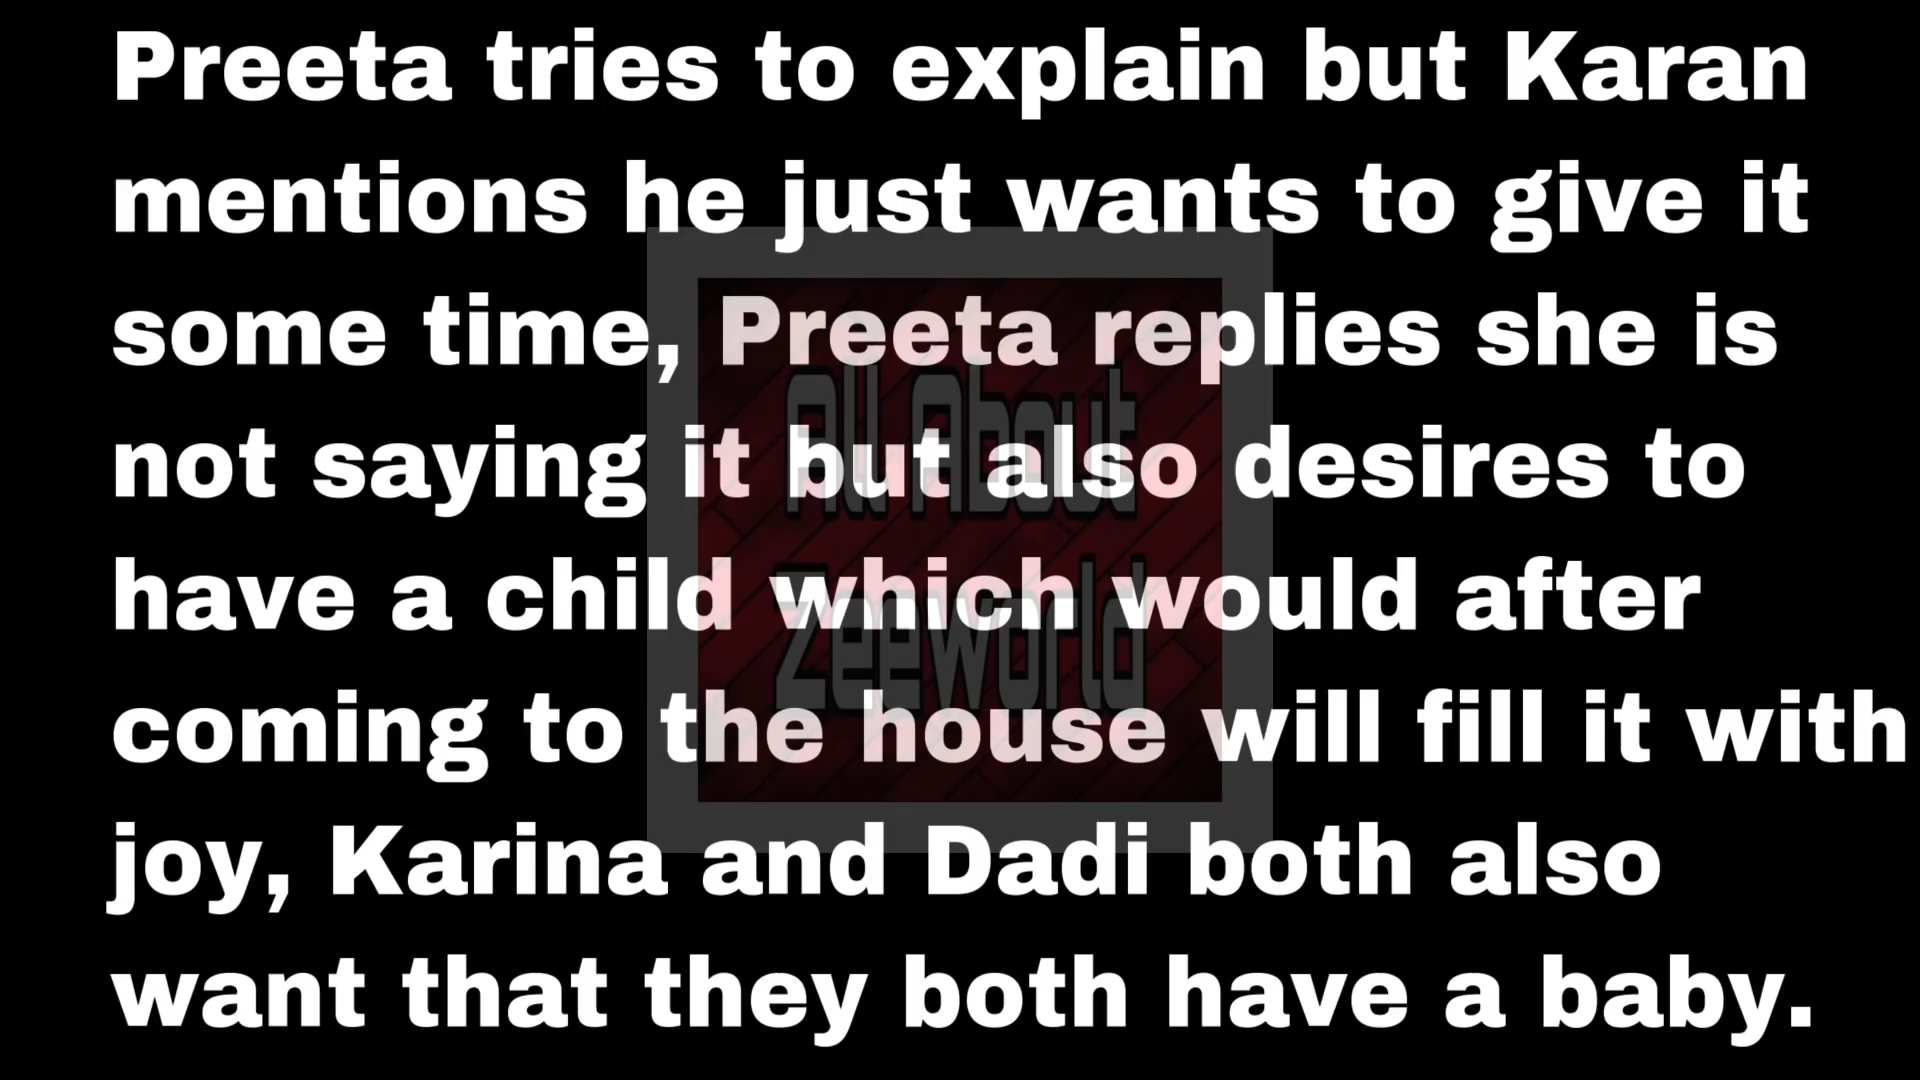 Preeta tries to explain but Karan
mentions he just wants to give it
some time, Preeta replies she is
not saying it but also desires to
have a child which would after
coming to the house will fill it with
joy, Karina and Dadi both also
want that they both have a baby.
All About
Zeeworld